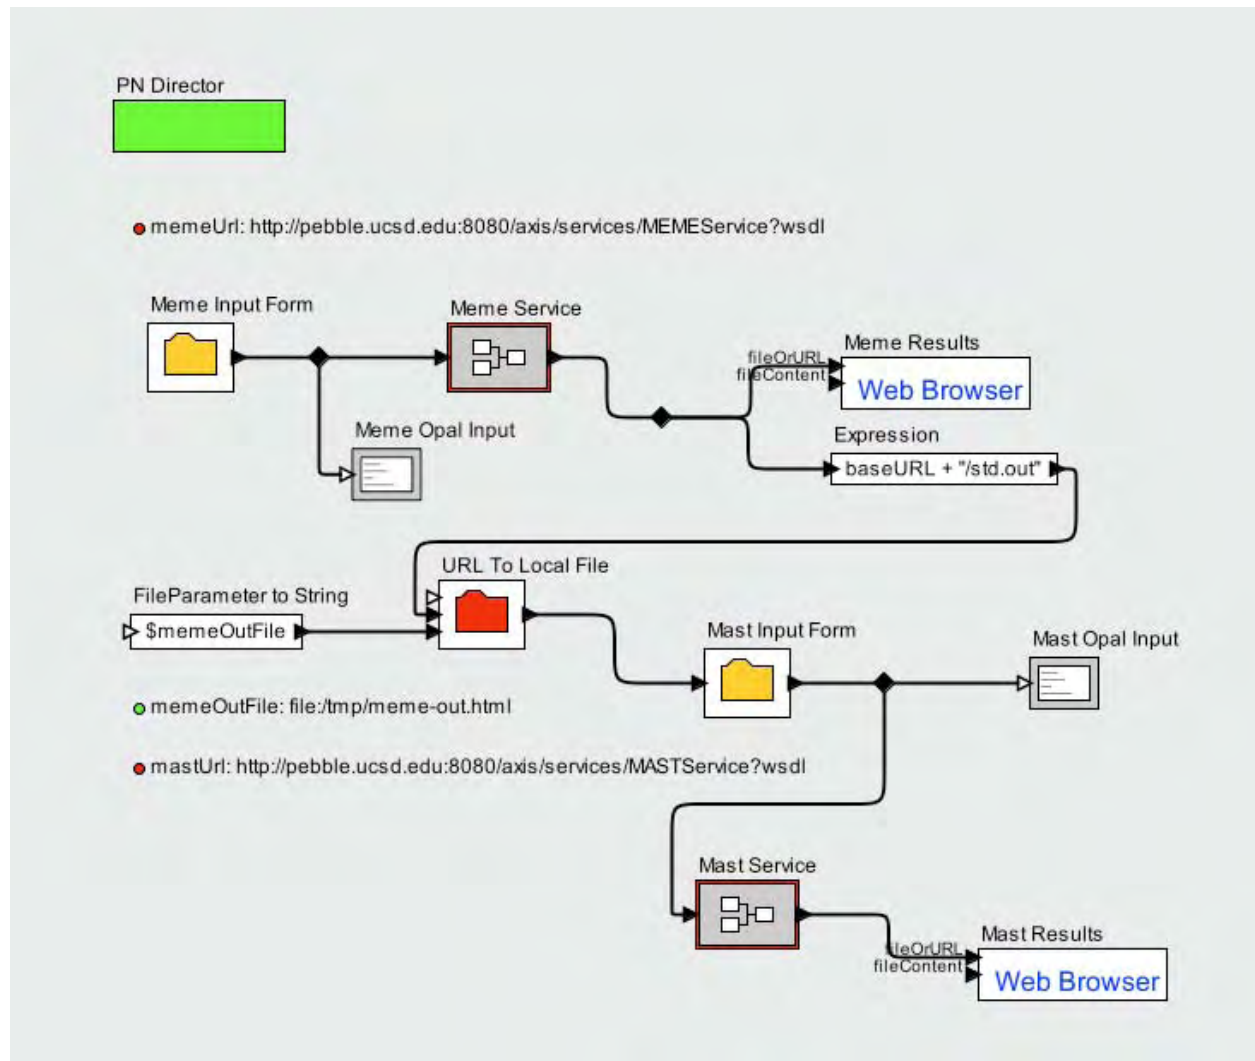 PN Director
memeUrl: http://pebble.ucsd.edu:8080/axis/services/MEMEService?wsdl
Meme Input Form
Meme Service
Meme Results
fileOrURL
fileContent
Web Browser
Meme Opal Input
Expression
baseURL + "/std.out"
URL To Local File
FileParameter to String
$memeOutFile
Mast Input Form
Mast Opal Input
memeOutFile: file:/tmp/meme-out.html
mastUrl: http://pebble.ucsd.edu:8080/axis/services/MASTService?wsdl
Mast Service
Mast Results
fileOrURL
fileContent
Web Browser